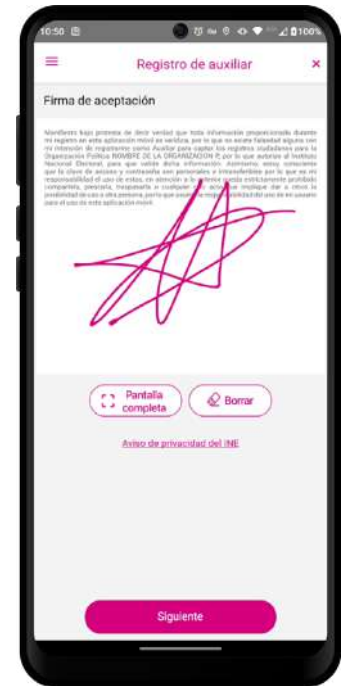 10:50
100%
Registro de auxiliar
×
Firma de aceptación
Manifiesto bajo protesta de decir verdad que toda información proporcionada durante
mi registro en esta aplicación móvil es verídica, por lo que no existe falsedad alguna con
mi intención de registrarme como Auxiliar para captar los registros ciudadanos para la
Organización Política NOMBRE DE LA ORGANIZACION P, por lo que autorizo al Instituto
Nacional Electoral, para que valide dicha información. Asimismo, estoy consciente
que la clave de acceso y contraseña son personales e intransferibles por lo que es mi
responsabilidad el uso de estas, en atención a lo anterior queda estrictamente prohibido
compartirla, prestarla, traspasarla a cualquier acto que implique dar a otros la
posibilidad de uso a otra persona, por lo que asumo la responsabilidad del uso de mi usuario
para el uso de esta aplicación móvil.
Pantalla
completa
Borrar
Aviso de privacidad del INE
Siguiente